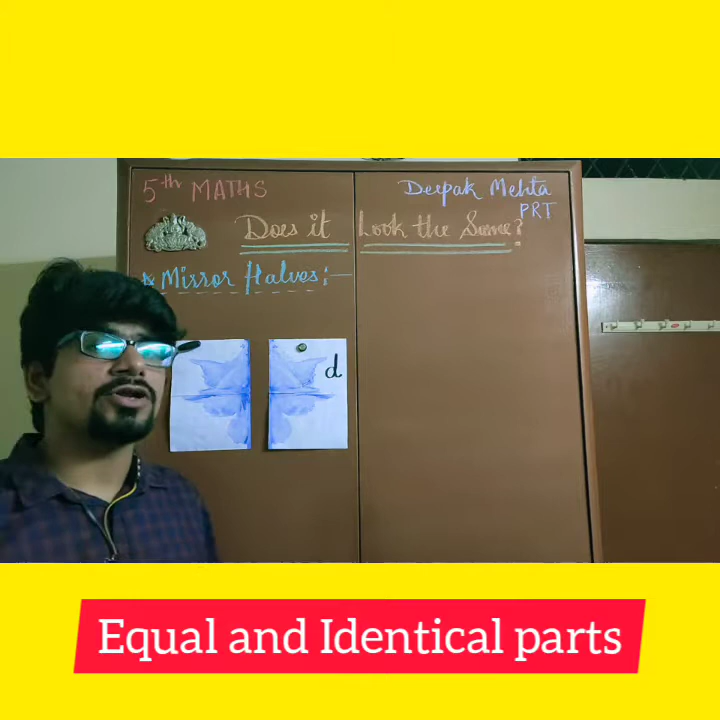 5th MATHS
Deepak Mehta
PRT
Does it Look the Same?
* Mirror Halves :-
d
Equal and Identical parts